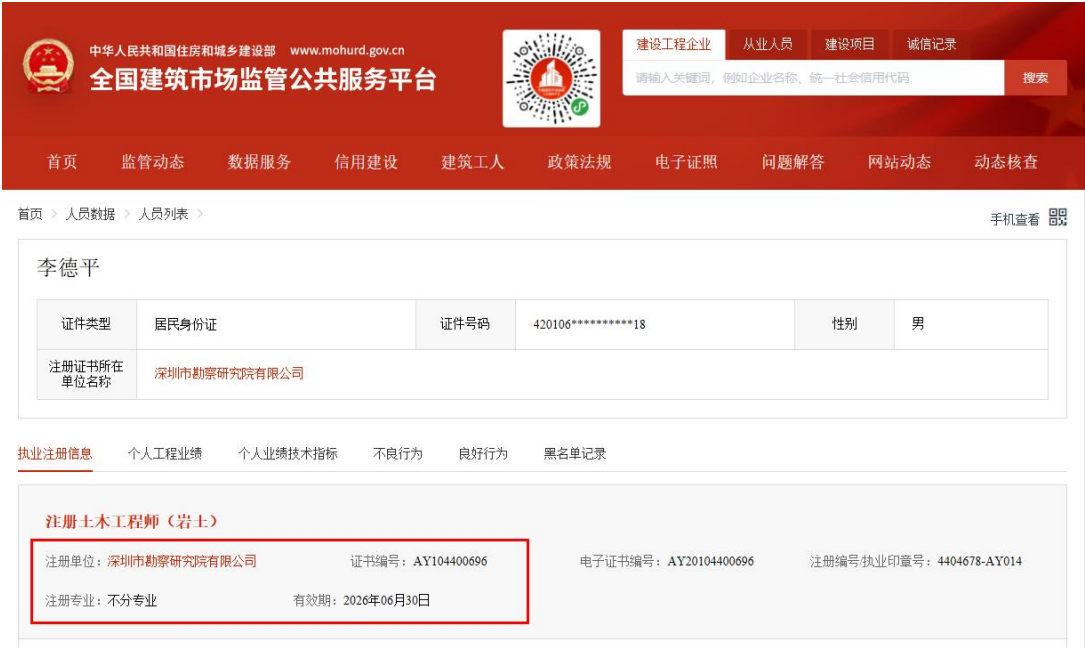 中华人民共和国住房和城乡建设部 www.mohurd.gov.cn
全国建筑市场监管公共服务平台
建设工程企业 从业人员 建设项目 诚信记录
请输入关键词，例如企业名称、统一社会信用代码 搜索
首页 监管动态 数据服务 信用建设 建筑工人 政策法规 电子证照 问题解答 网站动态 动态核查
首页 > 人员数据 > 人员列表 >
手机查看
李德平
证件类型 居民身份证 证件号码 420106**********18 性别 男
注册证书所在
单位名称
深圳市勘察研究院有限公司
执业注册信息 个人工程业绩 个人业绩技术指标 不良行为 良好行为 黑名单记录
注册土木工程师（岩土）
注册单位：深圳市勘察研究院有限公司 证书编号：AY104400696 电子证书编号：AY20104400696 注册编号/执业印章号：4404678-AY014
注册专业：不分专业 有效期：2026年06月30日